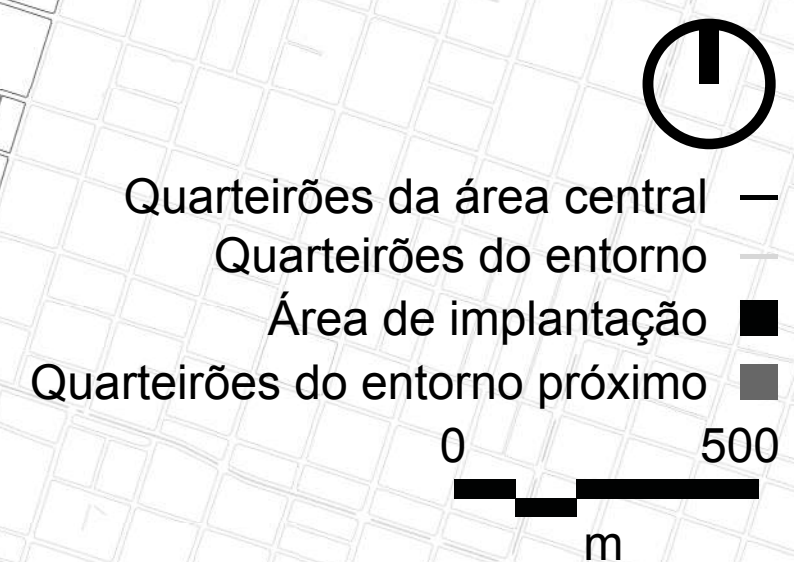 Quarteirões da área central
Quarteirões do entorno
Área de implantação
Quarteirões do entorno próximo
0 500
m